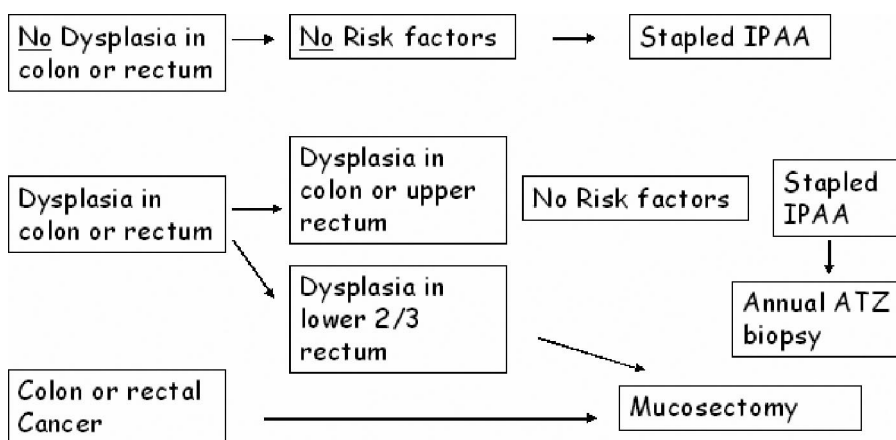 No Dysplasia in
colon or rectum
No Risk factors
Stapled IPAA
Dysplasia in
colon or rectum
Dysplasia in
colon or upper
rectum
No Risk factors
Stapled
IPAA
Dysplasia in
lower 2/3
rectum
Annual ATZ
biopsy
Colon or rectal
Cancer
Mucosectomy